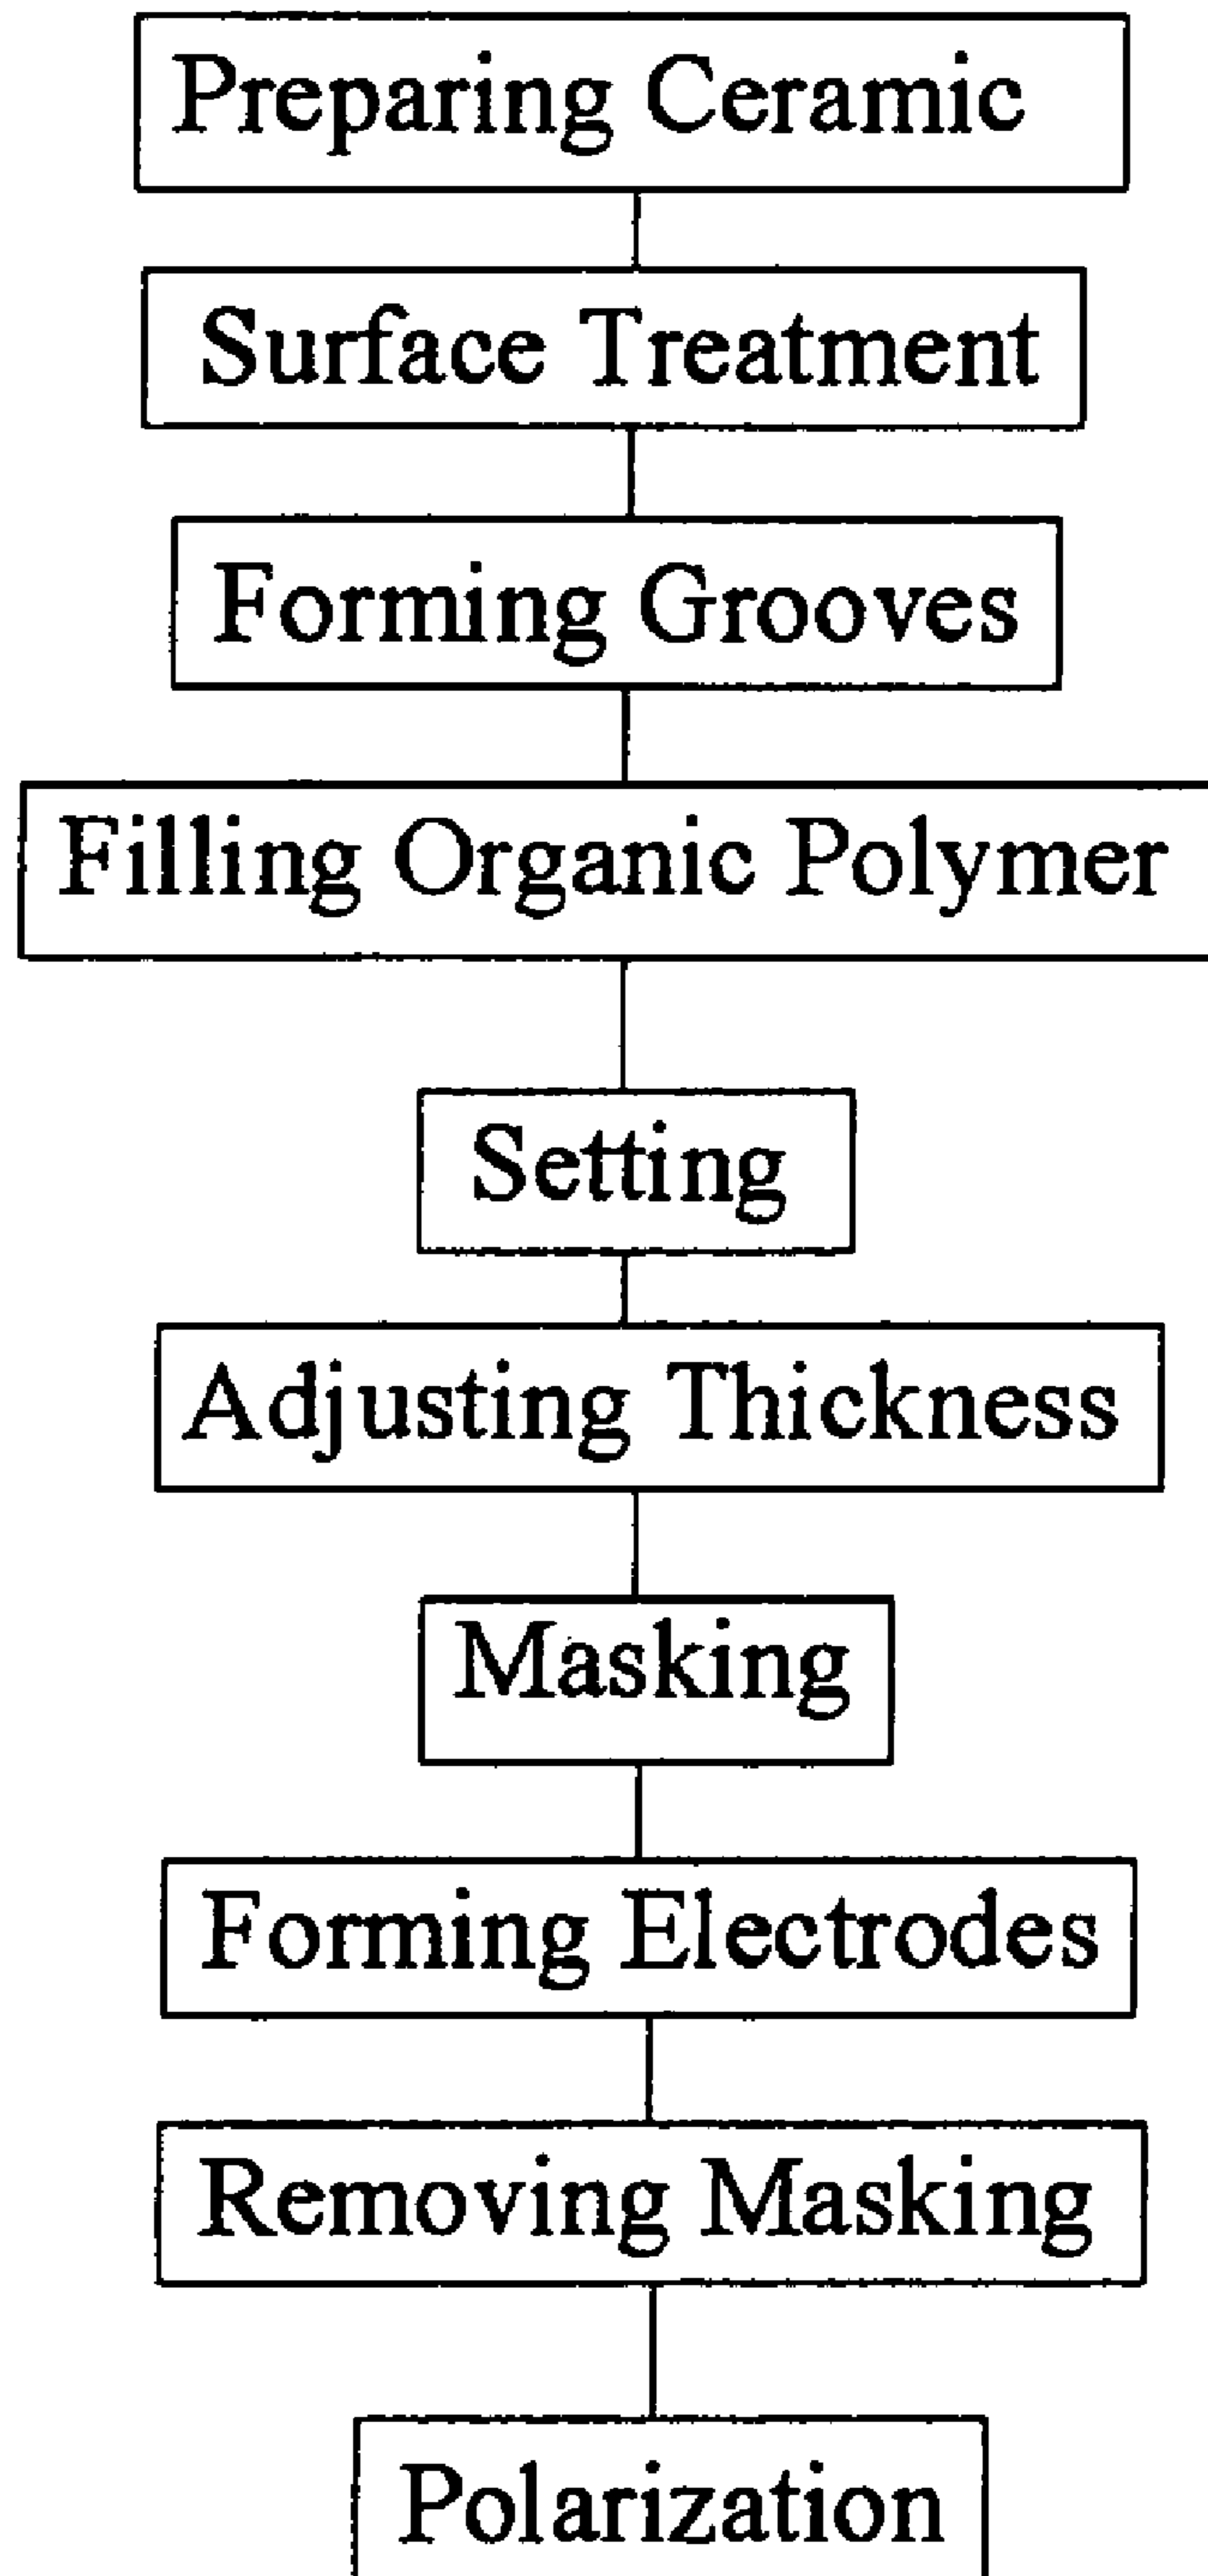 Preparing Ceramic
Surface Treatment
Forming Grooves
Filling Organic Polymer
Setting
Adjusting Thickness
Masking
Forming Electrodes
Removing Masking
Polarization